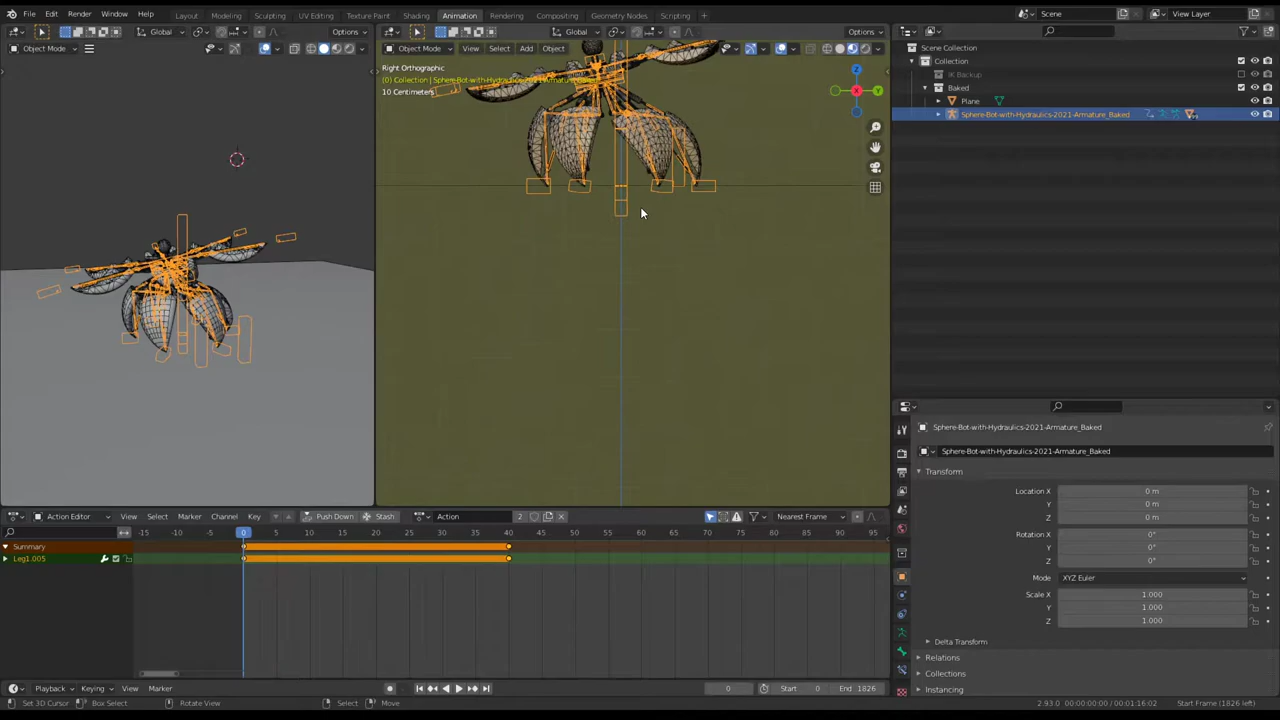 File Edit Render Window Help Layout Modeling Sculpting UV Editing Texture Paint Shading Animation Rendering Compositing Geometry Nodes Scripting + Scene View Layer
Global Options Global Options
Object Mode Object Mode View Select Add Object
Right Orthographic
(0) Collection | Sphere-Bot-with-Hydraulics-2021-Armature_Baked
10 Centimeters
X Y Z
Scene Collection
Collection
IK Backup
Baked
Plane
Sphere-Bot-with-Hydraulics-2021-Armature_Baked
Sphere-Bot-with-Hydraulics-2021-Armature_Baked
Sphere-Bot-with-Hydraulics-2021-Armature_Baked
Transform
Location X 0 m
Y 0 m
Z 0 m
Rotation X 0°
Y 0°
Z 0°
Mode XYZ Euler
Scale X 1.000
Y 1.000
Z 1.000
Delta Transform
Relations
Collections
Instancing
Action Editor View Select Marker Channel Key Push Down Stash Action 2 Nearest Frame
-15 -10 -5 0 5 10 15 20 25 30 35 40 45 50 55 60 65 70 75 80 85 90 95
Summary
Leg1.005
Playback Keying View Marker 0 Start 0 End 1826
Set 3D Cursor Box Select Rotate View Select Move 2.93.0 00:00:00:00 / 00:01:16:02 Start Frame (1826 left)